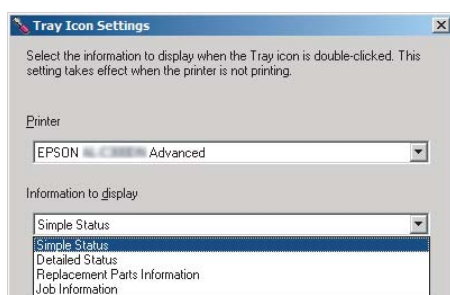 Tray Icon Settings
Select the information to display when the Tray icon is double-clicked. This
setting takes effect when the printer is not printing.
Printer
EPSON Advanced
Information to display
Simple Status
Simple Status
Detailed Status
Replacement Parts Information
Job Information